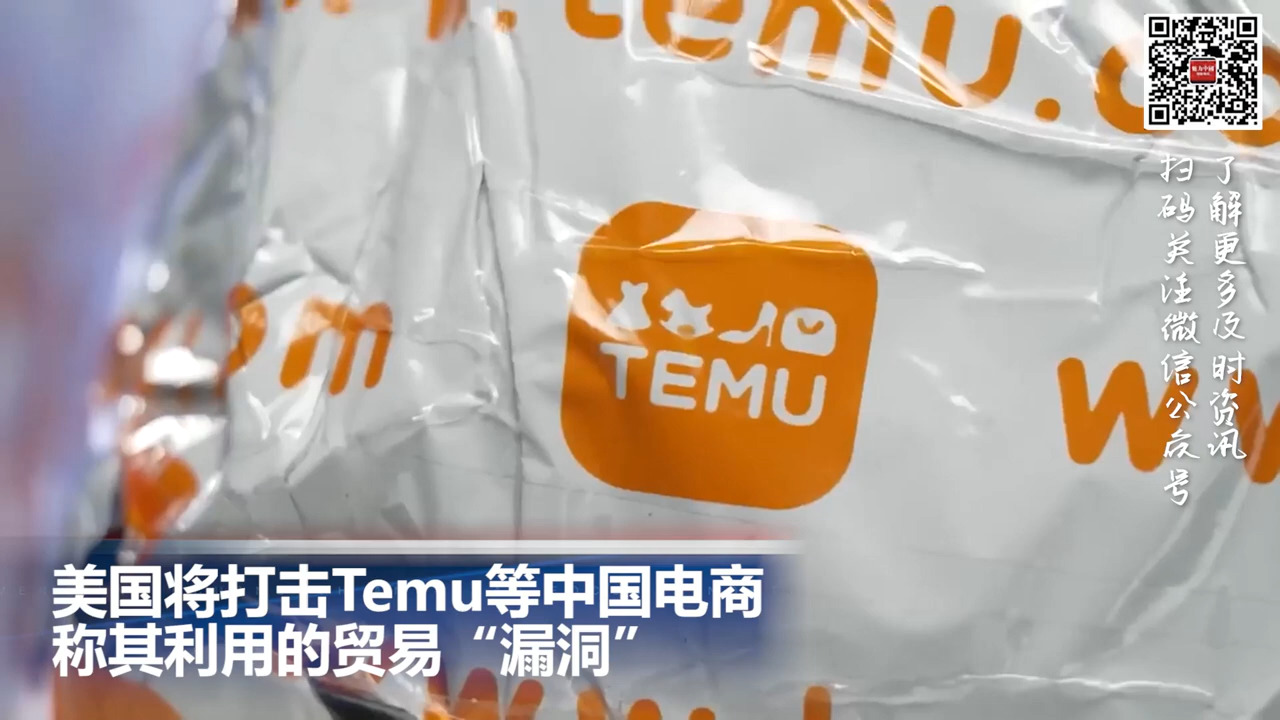 .temu.co
om
TEMU
w
了解更多及时资讯
扫码关注微信公众号
美国将打击Temu等中国电商
称其利用的贸易“漏洞”